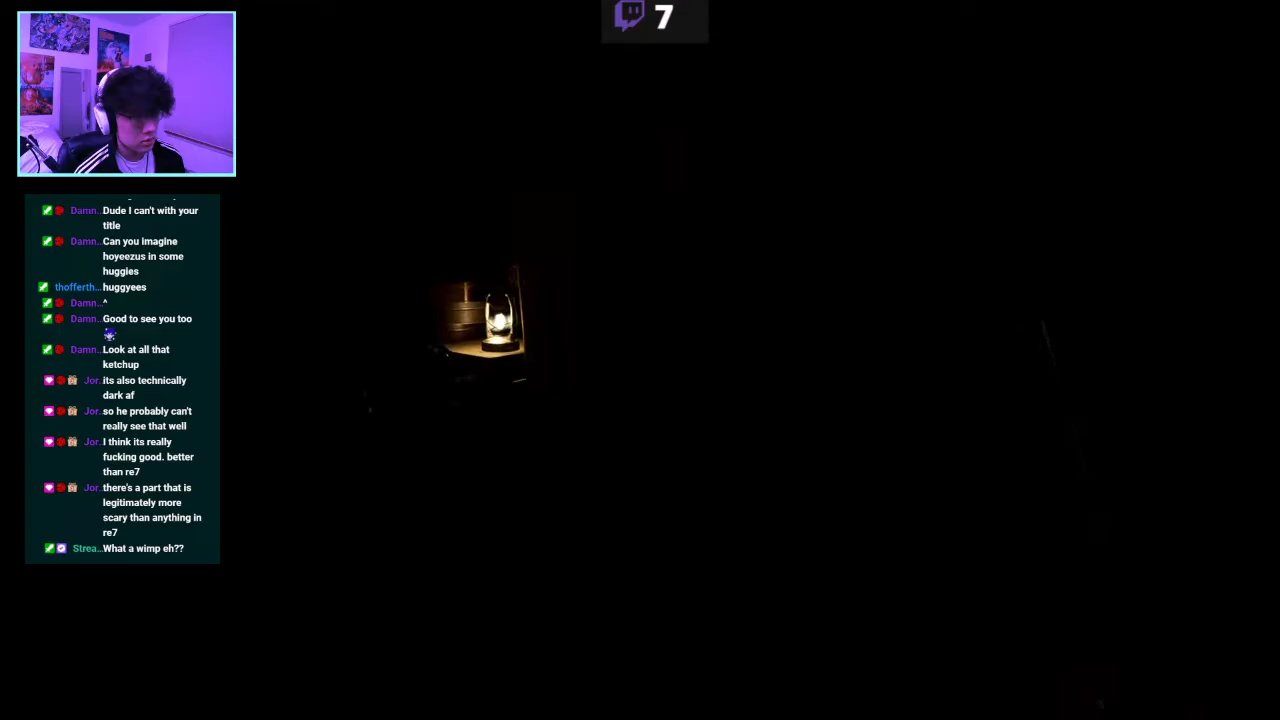 7
Damn..Dude I can't with your
title
Damn..Can you imagine
hoyeezus in some
huggies
thofferth..huggyees
Damn..^
Damn..Good to see you too
Damn..Look at all that
ketchup
Jor..its also technically
dark af
Jor..so he probably can't
really see that well
Jor..I think its really
fucking good. better
than re7
Jor..there's a part that is
legitimately more
scary than anything in
re7
Strea..What a wimp eh??